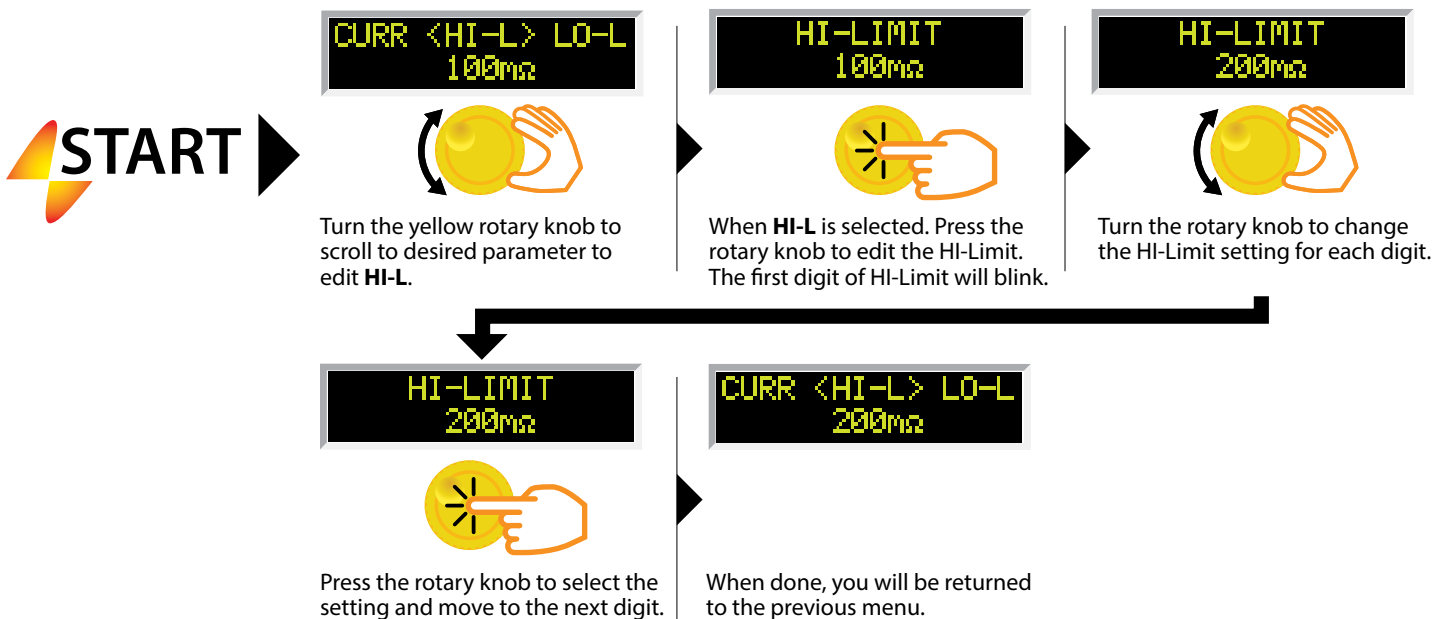 START
CURR <HI-L> LO-L
100mΩ
Turn the yellow rotary knob to
scroll to desired parameter to
edit HI-L.
HI-LIMIT
100mΩ
When HI-L is selected. Press the
rotary knob to edit the HI-Limit.
The first digit of HI-Limit will blink.
HI-LIMIT
200mΩ
Turn the rotary knob to change
the HI-Limit setting for each digit.
HI-LIMIT
200mΩ
Press the rotary knob to select the
setting and move to the next digit.
CURR <HI-L> LO-L
200mΩ
When done, you will be returned
to the previous menu.